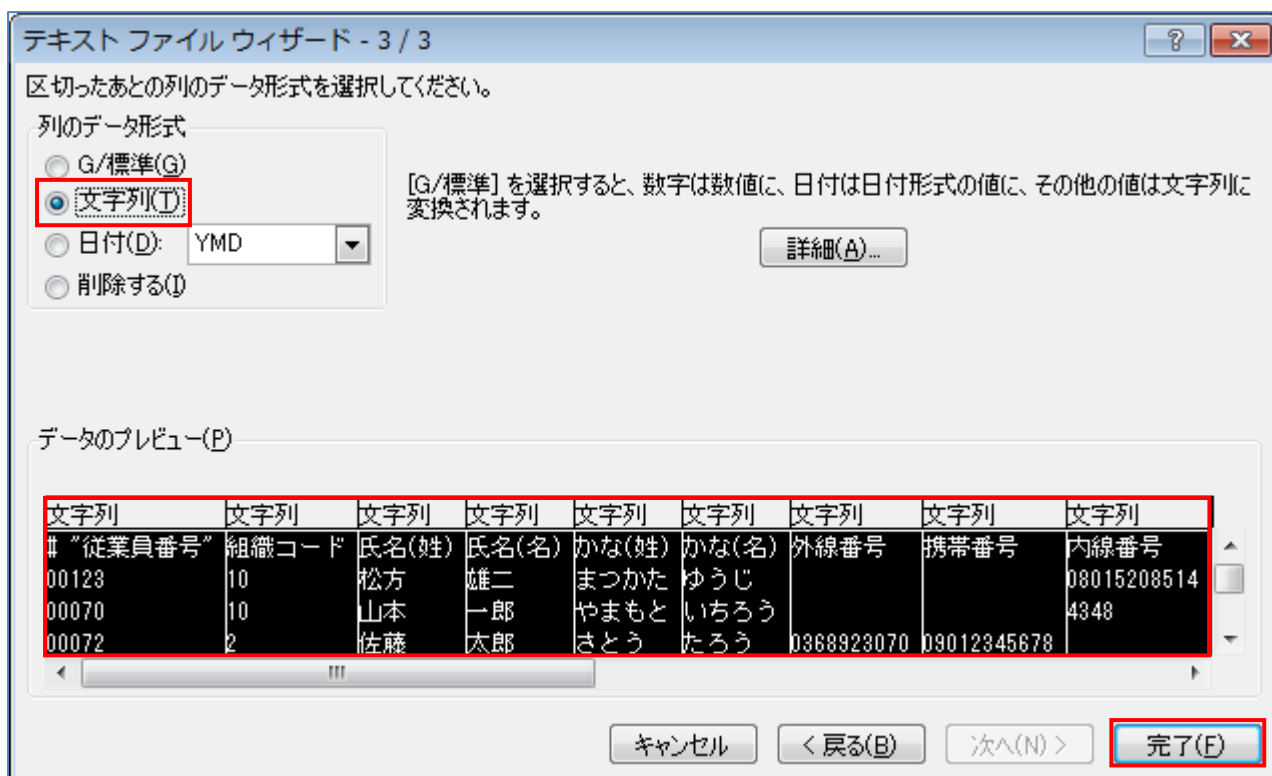 テキスト ファイル ウィザード - 3 / 3
区切ったあとの列のデータ形式を選択してください。
列のデータ形式
G/標準(G)
文字列(T)
日付(D): YMD
削除する(I)
[G/標準] を選択すると、数字は数値に、日付は日付形式の値に、その他の値は文字列に
変換されます。
詳細(A)...
データのプレビュー(P)
文字列 文字列 文字列 文字列 文字列 文字列 文字列 文字列 文字列
# "従業員番号" 組織コード 氏名(姓) 氏名(名) かな(姓) かな(名) 外線番号 携帯番号 内線番号
00123 10 松方 雄二 まつかた ゆうじ 08015208514
00070 10 山本 一郎 やまもと いちろう 4348
00072 2 佐藤 太郎 さとう たろう 0368923070 09012345678
キャンセル < 戻る(B) 次へ(N) > 完了(F)